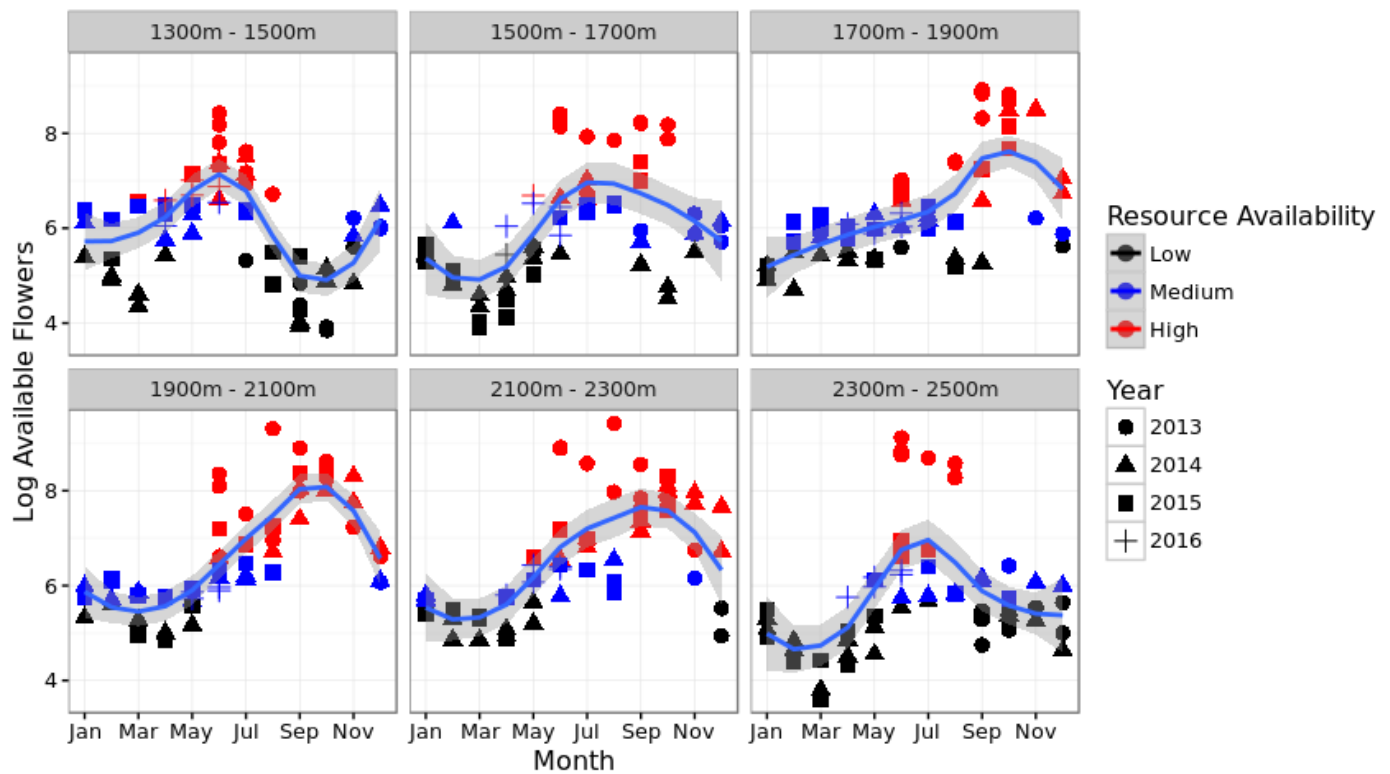 1300m - 1500m
1500m - 1700m
1700m - 1900m
8
6
4
1900m - 2100m
2100m - 2300m
2300m - 2500m
8
6
4
Jan Mar May Jul Sep Nov
Jan Mar May Jul Sep Nov
Jan Mar May Jul Sep Nov
Month
Log Available Flowers
Resource Availability
Low
Medium
High
Year
2013
2014
2015
2016